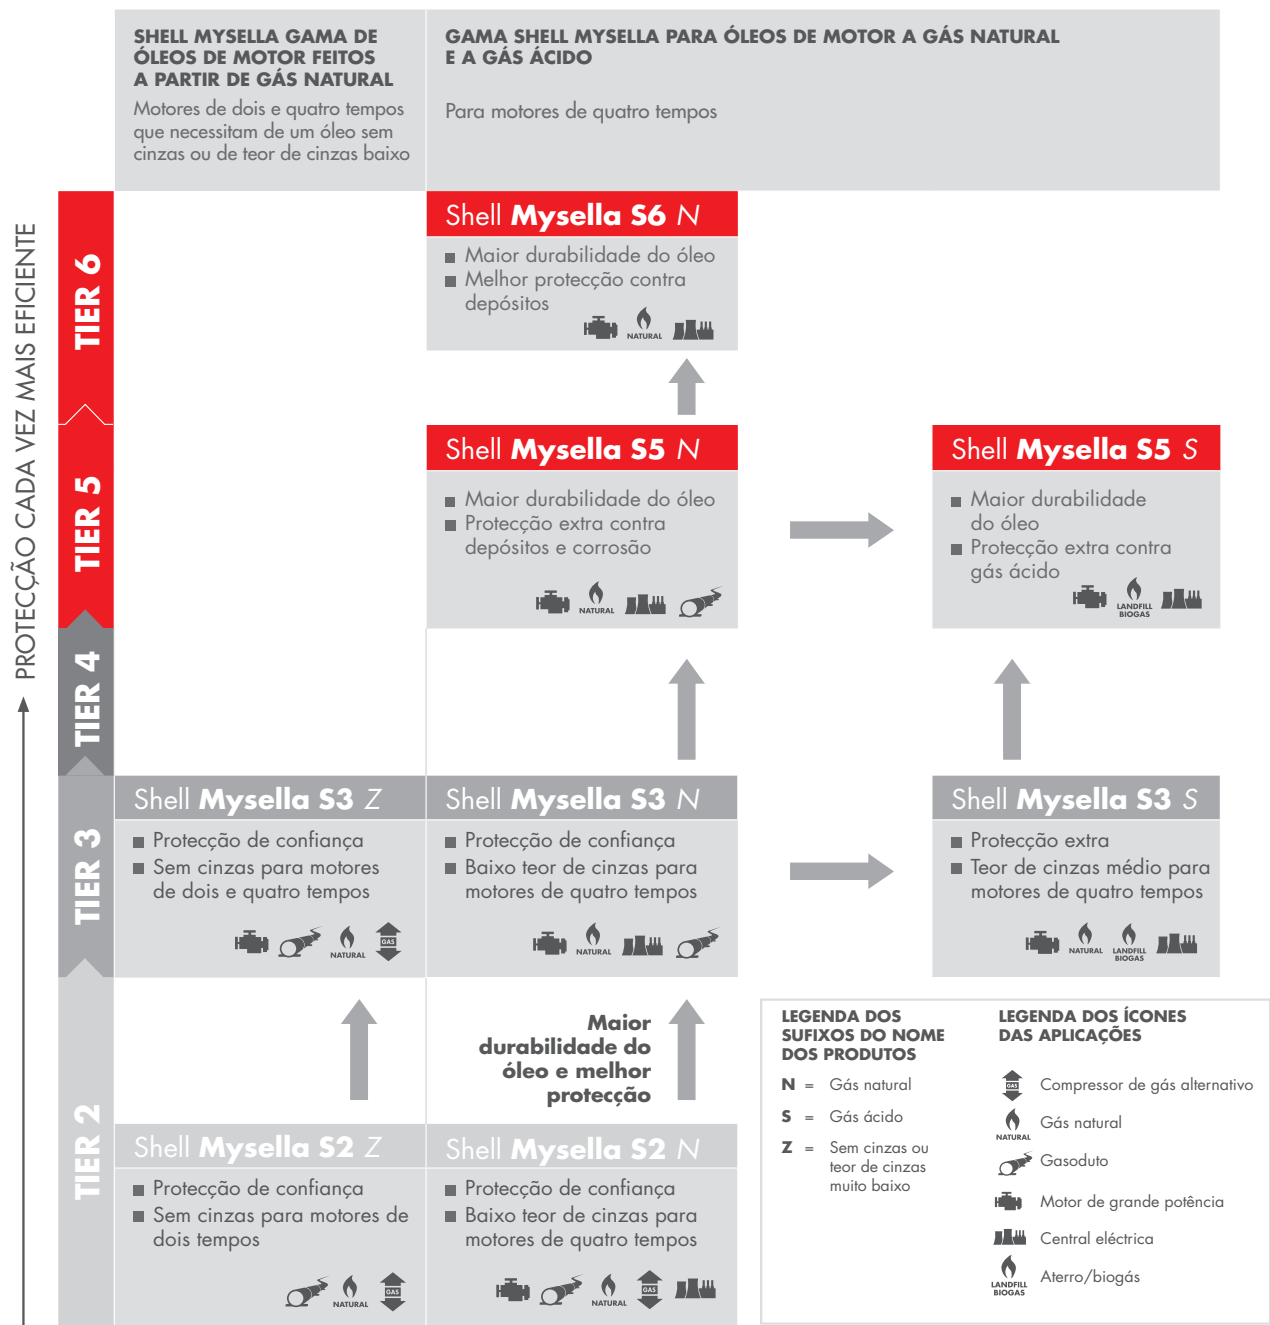 SHELL MYSELLA GAMA DE
ÓLEOS DE MOTOR FEITOS
A PARTIR DE GÁS NATURAL
Motores de dois e quatro tempos
que necessitam de um óleo sem
cinzas ou de teor de cinzas baixo
GAMA SHELL MYSELLA PARA ÓLEOS DE MOTOR A GÁS NATURAL
E A GÁS ÁCIDO
Para motores de quatro tempos
PROTECÇÃO CADA VEZ MAIS EFICIENTE
TIER 6
Shell Mysella S6 N
Maior durabilidade do óleo
Melhor protecção contra
depósitos
NATURAL
TIER 5
Shell Mysella S5 N
Maior durabilidade do óleo
Protecção extra contra
depósitos e corrosão
NATURAL
Shell Mysella S5 S
Maior durabilidade
do óleo
Protecção extra contra
gás ácido
LANDFILL
BIOGAS
TIER 4
TIER 3
Shell Mysella S3 Z
Protecção de confiança
Sem cinzas para motores
de dois e quatro tempos
NATURAL
GAS
Shell Mysella S3 N
Protecção de confiança
Baixo teor de cinzas para
motores de quatro tempos
NATURAL
Shell Mysella S3 S
Protecção extra
Teor de cinzas médio para
motores de quatro tempos
NATURAL
LANDFILL
BIOGAS
Maior
durabilidade do
óleo e melhor
protecção
TIER 2
Shell Mysella S2 Z
Protecção de confiança
Sem cinzas para motores de
dois tempos
NATURAL
GAS
Shell Mysella S2 N
Protecção de confiança
Baixo teor de cinzas para
motores de quatro tempos
NATURAL
GAS
LEGENDA DOS
SUFIXOS DO NOME
DOS PRODUTOS
N = Gás natural
S = Gás ácido
Z = Sem cinzas ou
teor de cinzas
muito baixo
LEGENDA DOS ÍCONES
DAS APLICAÇÕES
GAS
Compressor de gás alternativo
NATURAL
Gás natural
Gasoduto
Motor de grande potência
Central eléctrica
LANDFILL
BIOGAS
Aterro/biogás